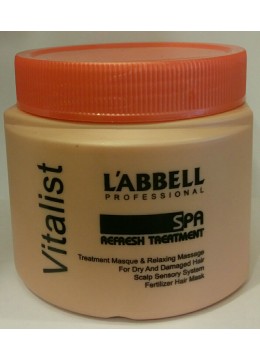 Vitalist
L'ABBELL
PROFESSIONAL
SPA
REFRESH TREATMENT
Treatment Masque & Relaxing Massage
For Dry And Damaged Hair
Scalp Sensory System
Fertilizer Hair Mask